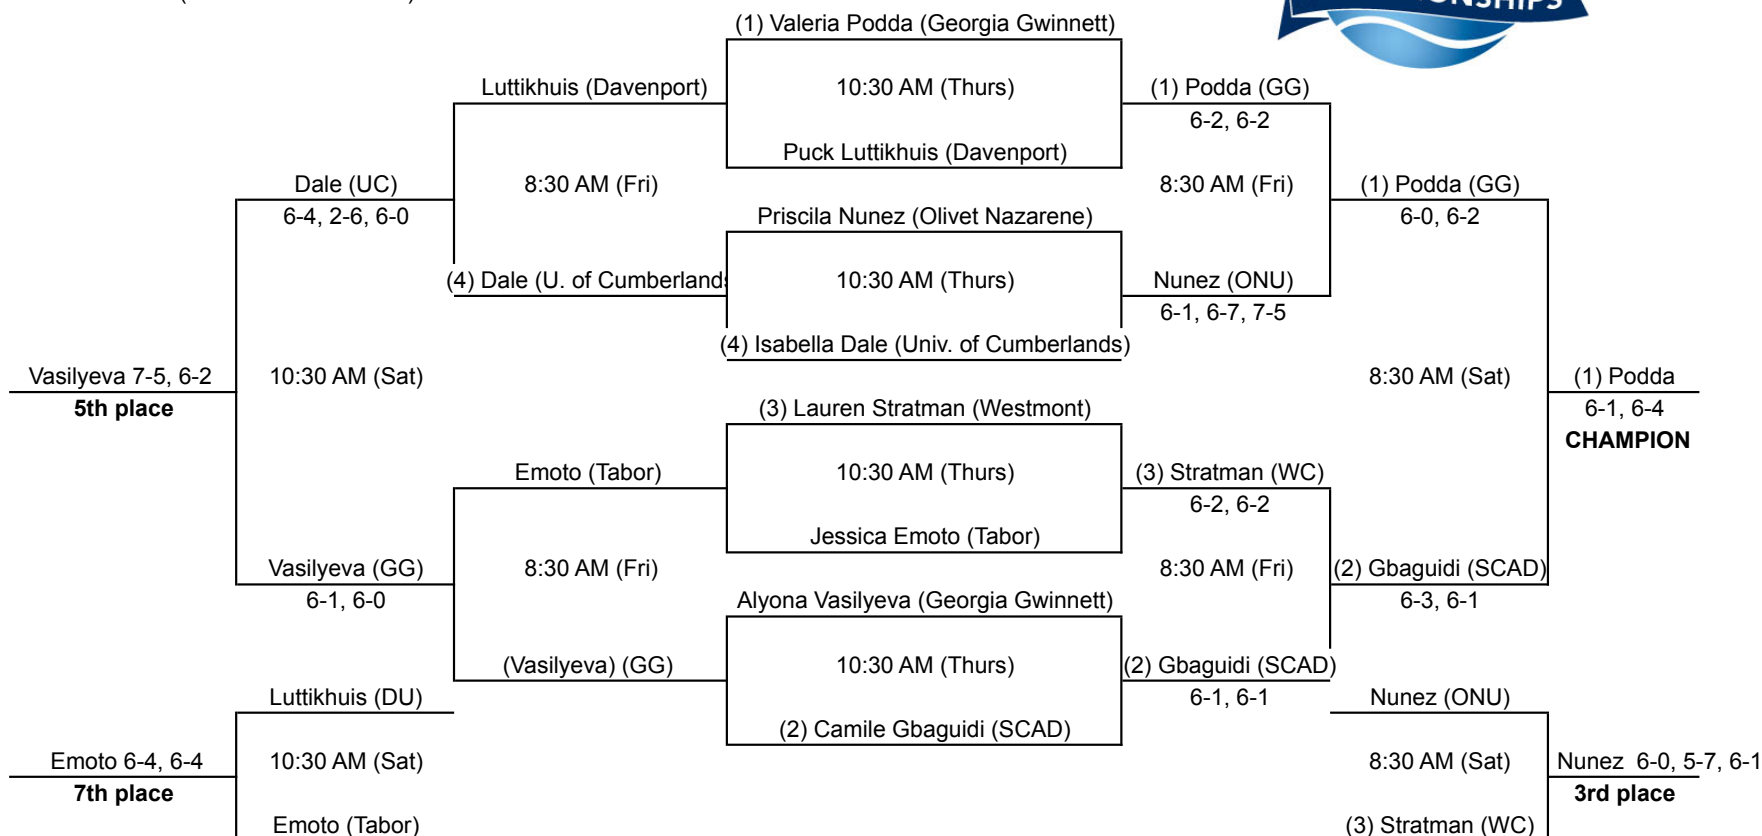 (1) Valeria Podda (Georgia Gwinnett)
Luttikhuis (Davenport)
10:30 AM (Thurs)
(1) Podda (GG)
6-2, 6-2
Puck Luttikhuis (Davenport)
Dale (UC)
8:30 AM (Fri)
8:30 AM (Fri)
(1) Podda (GG)
6-4, 2-6, 6-0
Priscila Nunez (Olivet Nazarene)
6-0, 6-2
(4) Dale (U. of Cumberlands
10:30 AM (Thurs)
Nunez (ONU)
6-1, 6-7, 7-5
(4) Isabella Dale (Univ. of Cumberlands)
Vasilyeva 7-5, 6-2
10:30 AM (Sat)
8:30 AM (Sat)
(1) Podda
5th place
(3) Lauren Stratman (Westmont)
6-1, 6-4
CHAMPION
Emoto (Tabor)
10:30 AM (Thurs)
(3) Stratman (WC)
6-2, 6-2
Jessica Emoto (Tabor)
Vasilyeva (GG)
8:30 AM (Fri)
8:30 AM (Fri)
(2) Gbaguidi (SCAD)
6-1, 6-0
Alyona Vasilyeva (Georgia Gwinnett)
6-3, 6-1
(Vasilyeva) (GG)
10:30 AM (Thurs)
(2) Gbaguidi (SCAD)
Luttikhuis (DU)
6-1, 6-1
Nunez (ONU)
(2) Camile Gbaguidi (SCAD)
Emoto 6-4, 6-4
10:30 AM (Sat)
8:30 AM (Sat)
Nunez 6-0, 5-7, 6-1
7th place
3rd place
Emoto (Tabor)
(3) Stratman (WC)